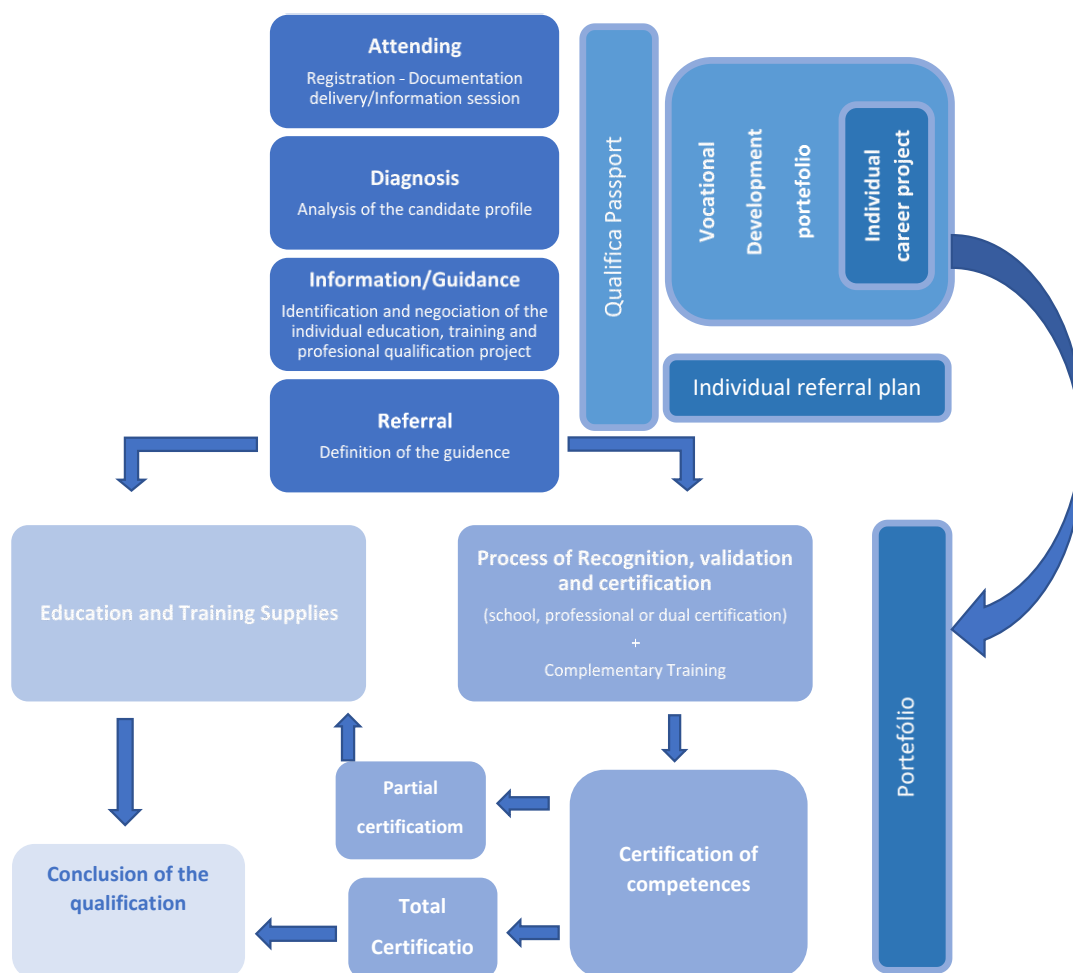 Attending
Registration - Documentation
delivery/Information session
Diagnosis
Analysis of the candidate profile
Information/Guidance
Identification and negociation of the
individual education, training and
profesional qualification project
Referral
Definition of the guidence
Qualifica Passport
Vocational
Development
portefolio
Individual
career project
Individual referral plan
Education and Training Supplies
Process of Recognition, validation
and certification
(school, professional or dual certification)
+
Complementary Training
Partial
certificatiom
Certification of
competences
Conclusion of the
qualification
Total
Certificatio
Portefólio